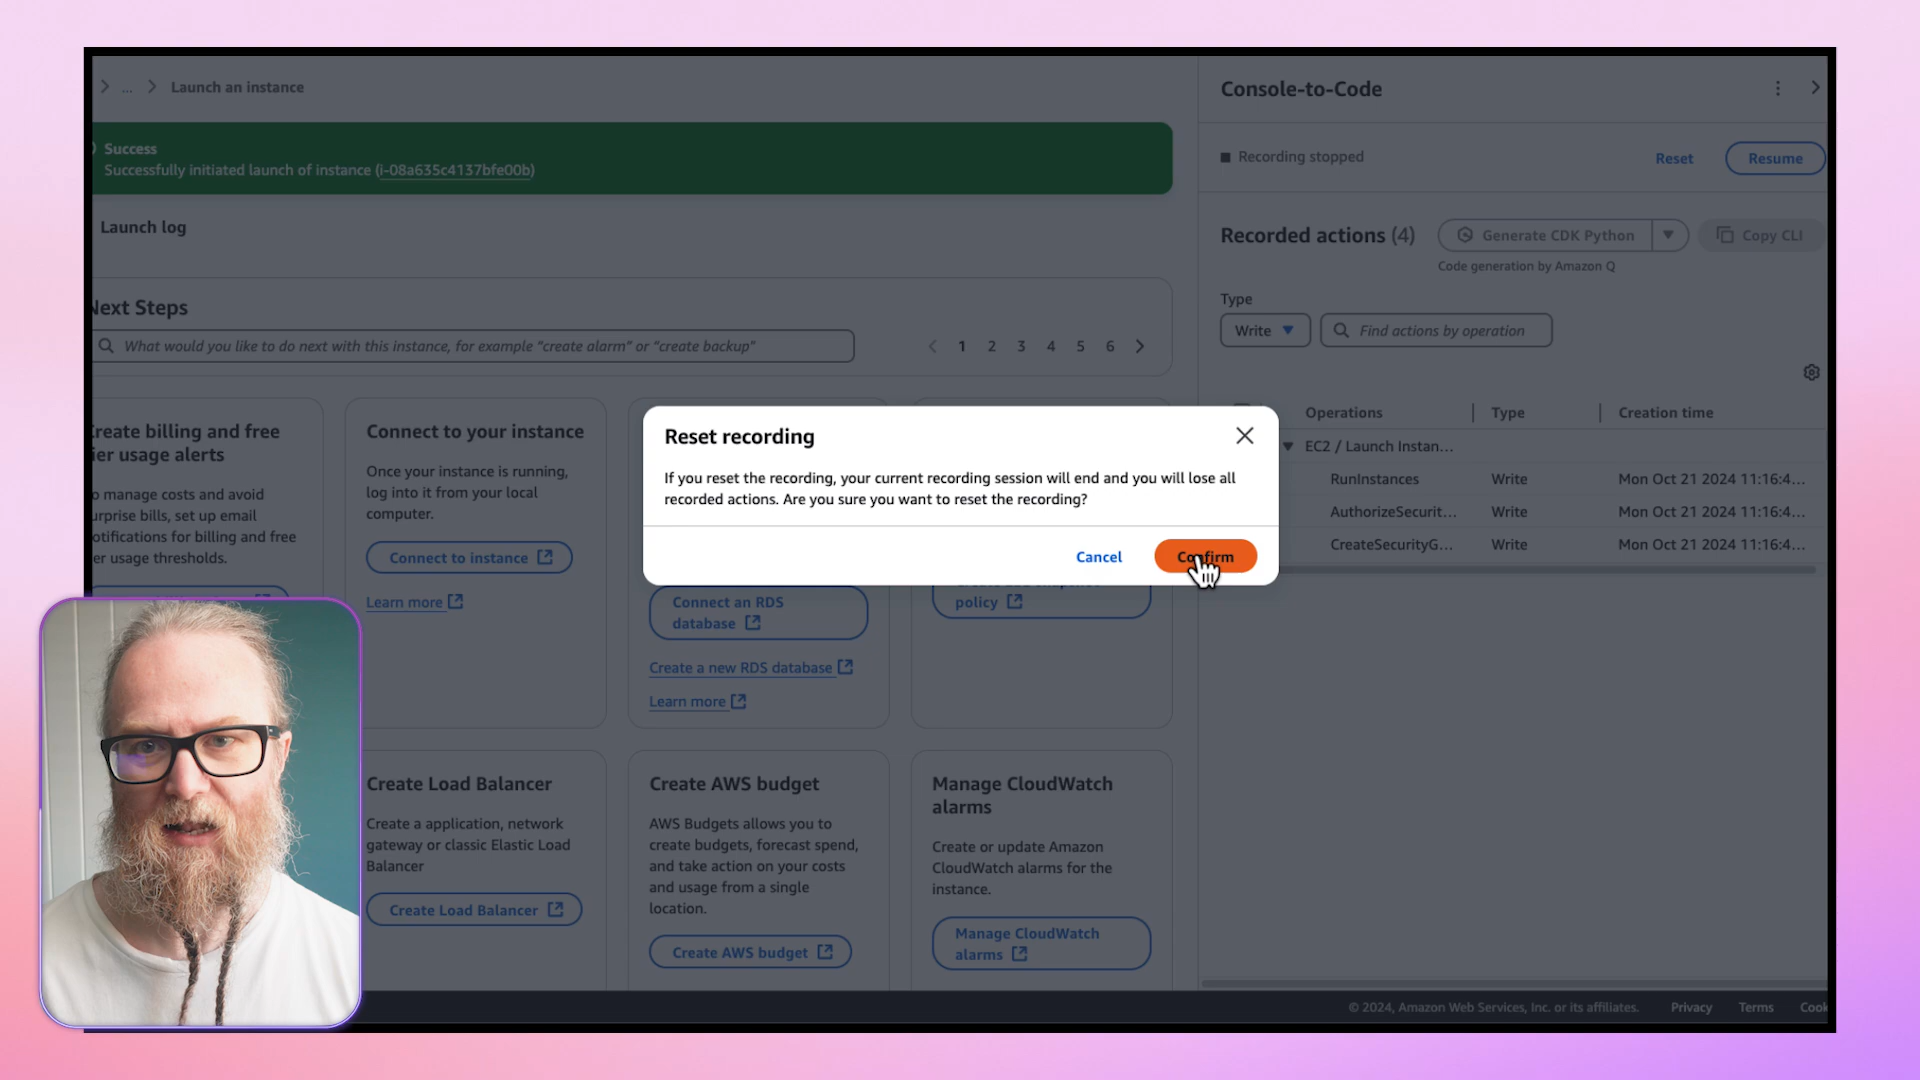 ... Launch an instance
Success
Successfully initiated launch of instance (i-08a635c4137bfe00b)
Launch log
Next Steps
What would you like to do next with this instance, for example "create alarm" or "create backup"
1 2 3 4 5 6
Connect to your instance
Once your instance is running,
log into it from your local
computer.
Connect to instance
Learn more
Connect an RDS
database
Create a new RDS database
Learn more
policy
usage thresholds.
billing and free
usage alerts
manage costs and avoid
bills, set up email
for billing and free
Create Load Balancer
Create a application, network
gateway or classic Elastic Load
Balancer
Create Load Balancer
Create AWS budget
AWS Budgets allows you to
create budgets, forecast spend,
and take action on your costs
and usage from a single
location.
Create AWS budget
Manage CloudWatch
alarms
Create or update Amazon
CloudWatch alarms for the
instance.
Manage CloudWatch
alarms
Reset recording
If you reset the recording, your current recording session will end and you will lose all
recorded actions. Are you sure you want to reset the recording?
Cancel
Confirm
Console-to-Code
Recording stopped
Reset
Resume
Recorded actions (4)
Generate CDK Python
Copy CLI
Code generation by Amazon Q
Type
Write
Find actions by operation
Operations Type Creation time
EC2 / Launch Instan...
RunInstances Write Mon Oct 21 2024 11:16:4...
AuthorizeSecurit... Write Mon Oct 21 2024 11:16:4...
CreateSecurityG... Write Mon Oct 21 2024 11:16:4...
© 2024, Amazon Web Services, Inc. or its affiliates. Privacy Terms